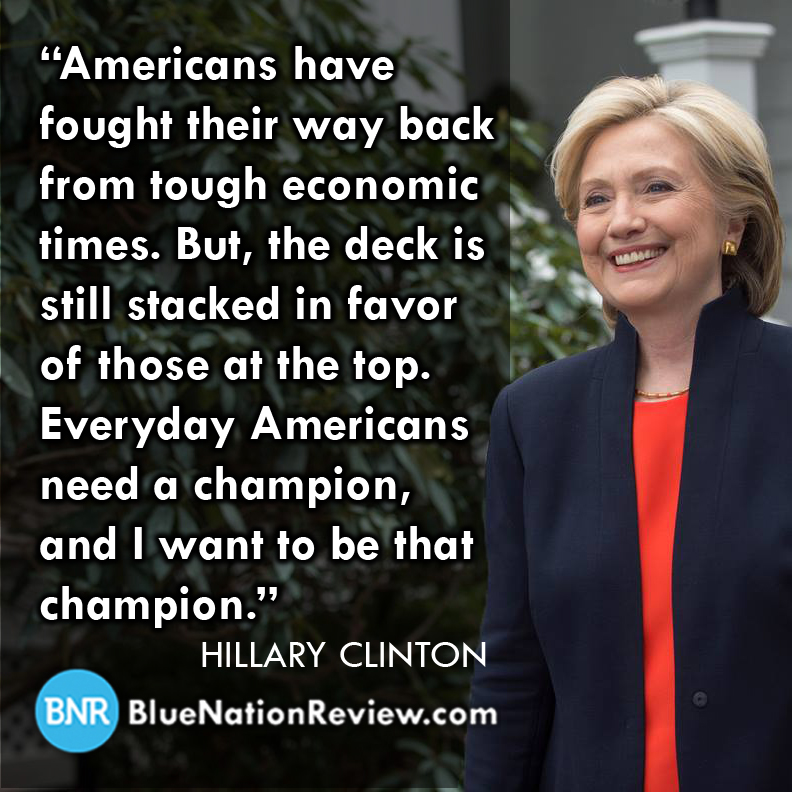 “Americans have
fought their way back
from tough economic
times. But, the deck is
still stacked in favor
of those at the top.
Everyday Americans
need a champion,
and I want to be that
champion.”
HILLARY CLINTON
BNR BlueNationReview.com